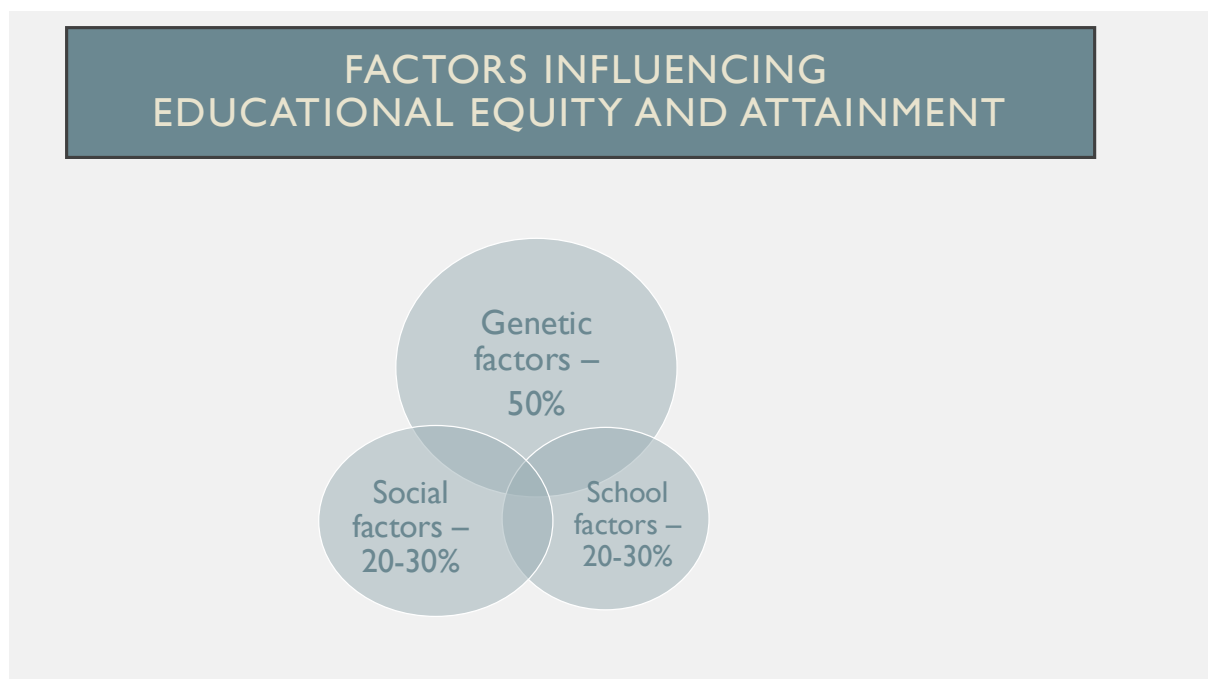 FACTORS INFLUENCING
EDUCATIONAL EQUITY AND ATTAINMENT
Genetic
factors –
50%
Social
factors –
20-30%
School
factors –
20-30%